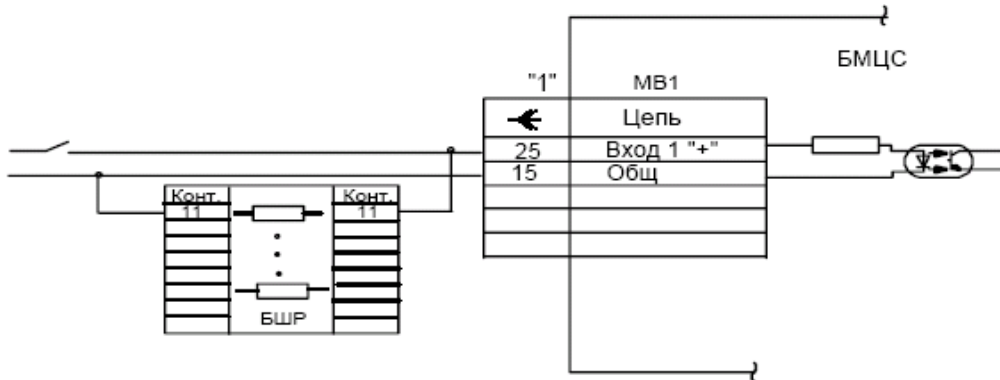 БМЦС
"1" МВ1
Цепь
25 Вход 1 "+"
15 Общ
Конт. Конт.
11 11
БШР